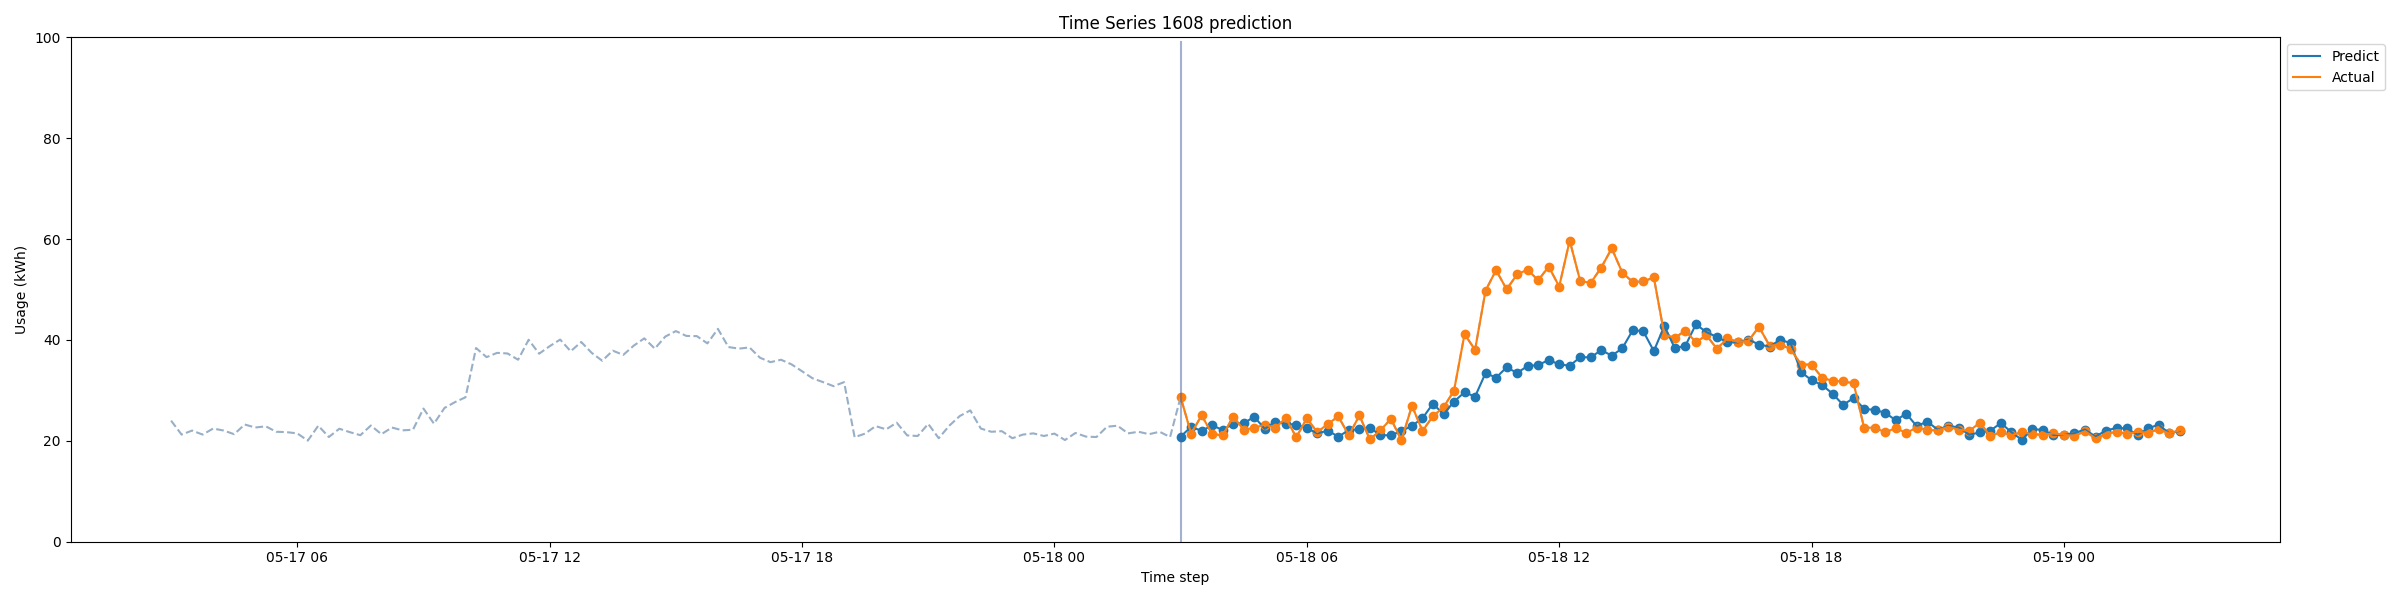 Time Series 1608 prediction
100
80
60
40
20
0
Usage (kWh)
05-17 06
05-17 12
05-17 18
05-18 00
05-18 06
05-18 12
05-18 18
05-19 00
Time step
Predict
Actual